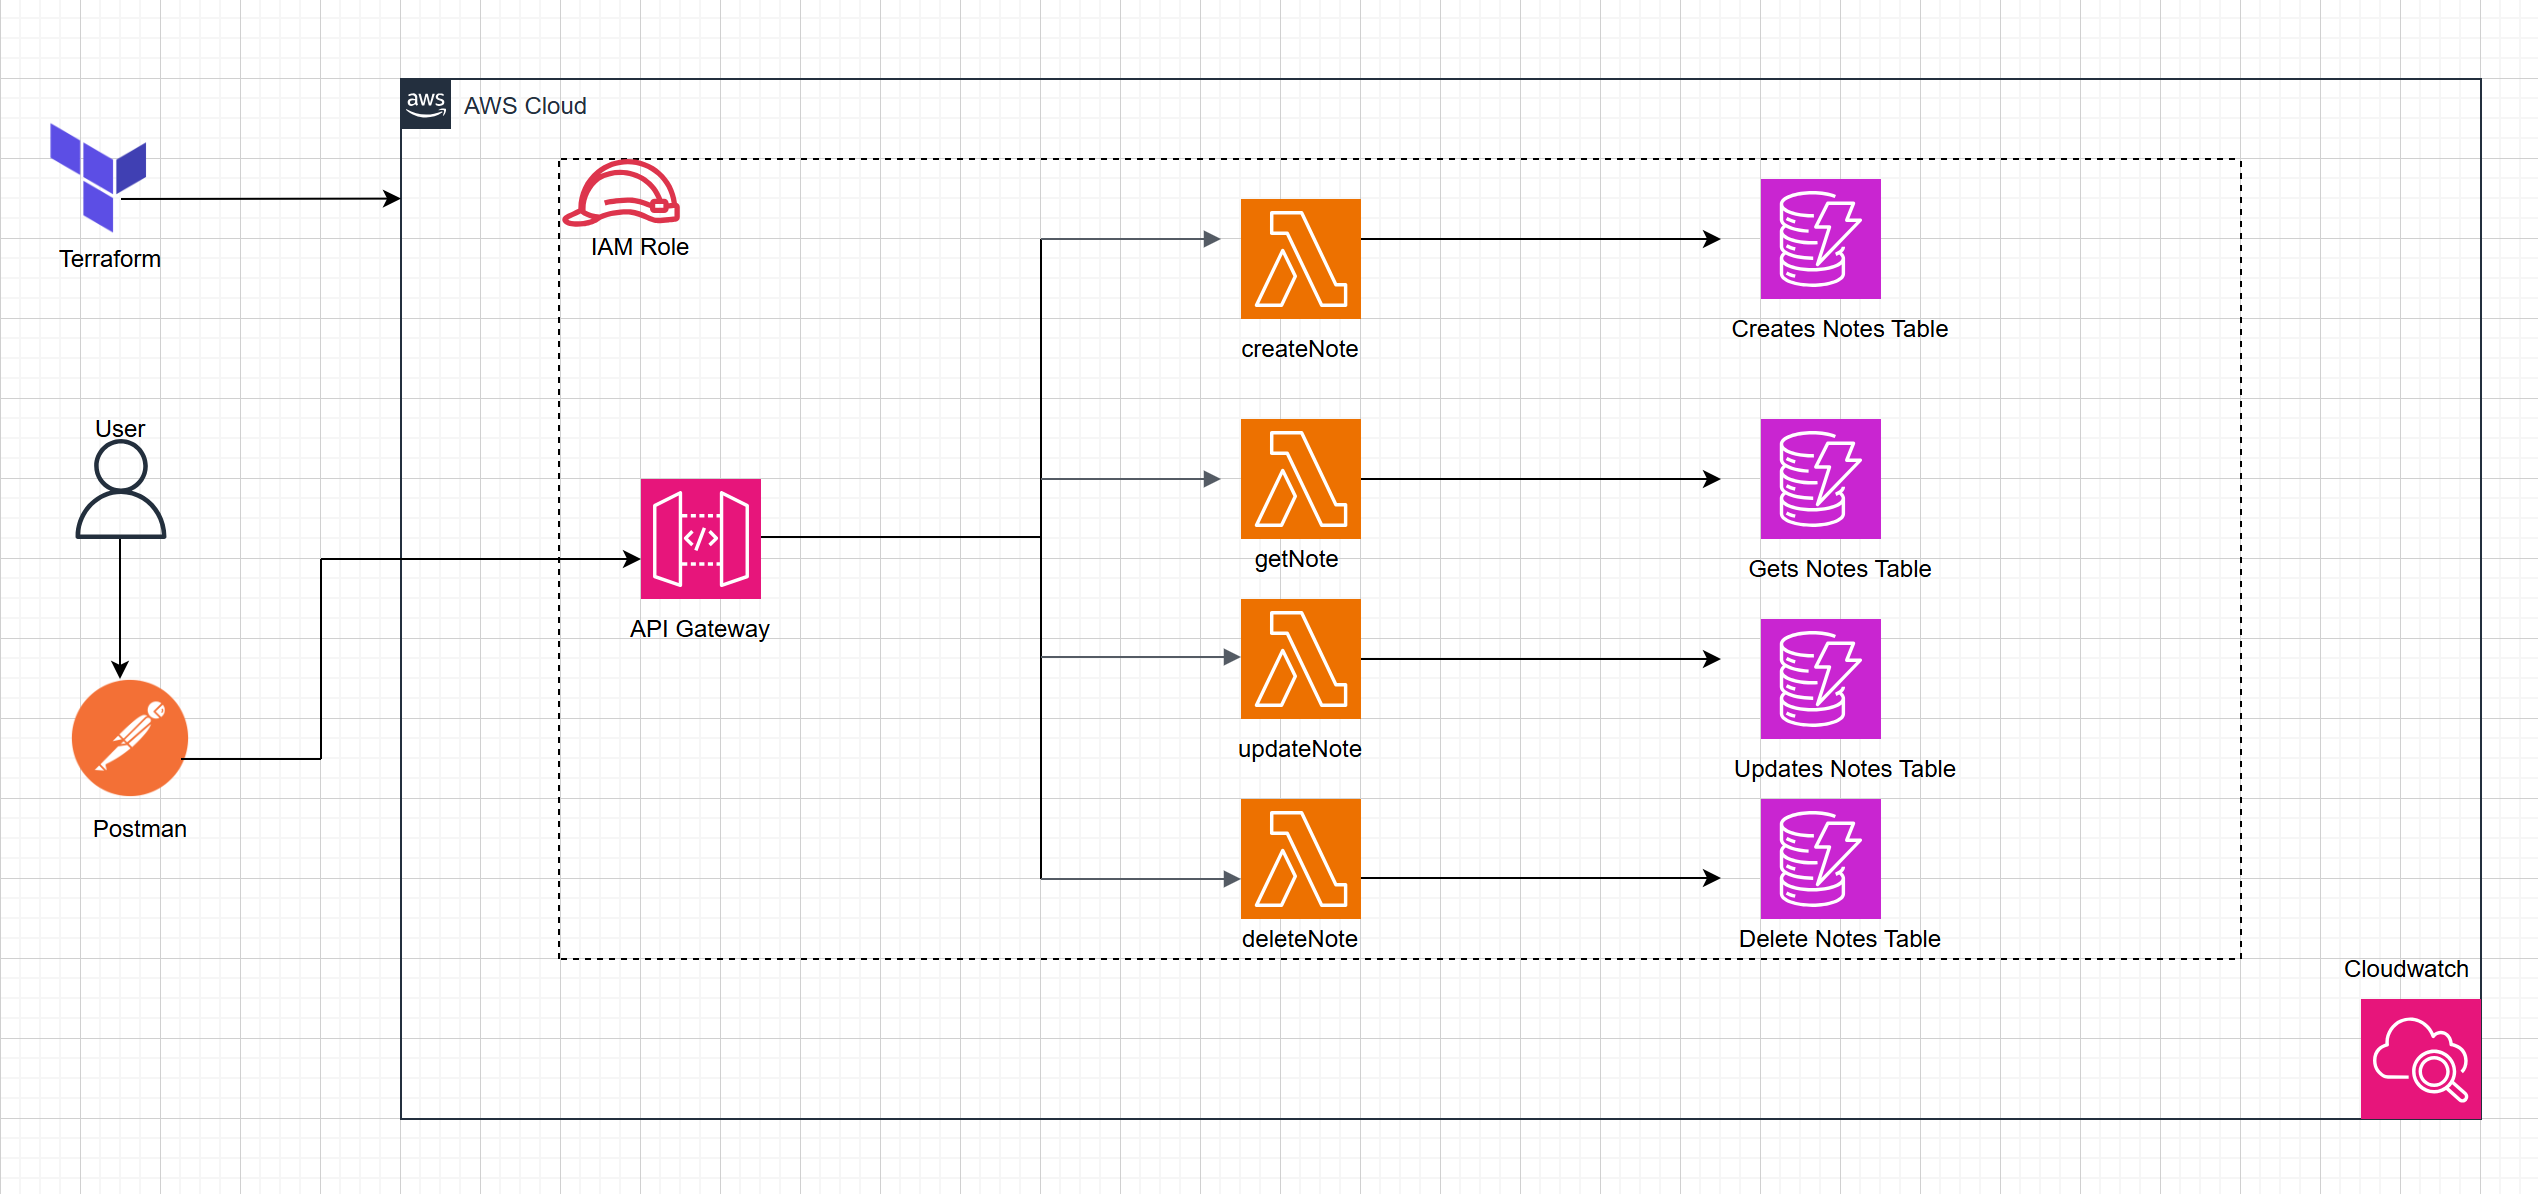 aws
AWS Cloud
Terraform
IAM Role
createNote
Creates Notes Table
User
getNote
Gets Notes Table
</>
API Gateway
updateNote
Updates Notes Table
Postman
deleteNote
Delete Notes Table
Cloudwatch